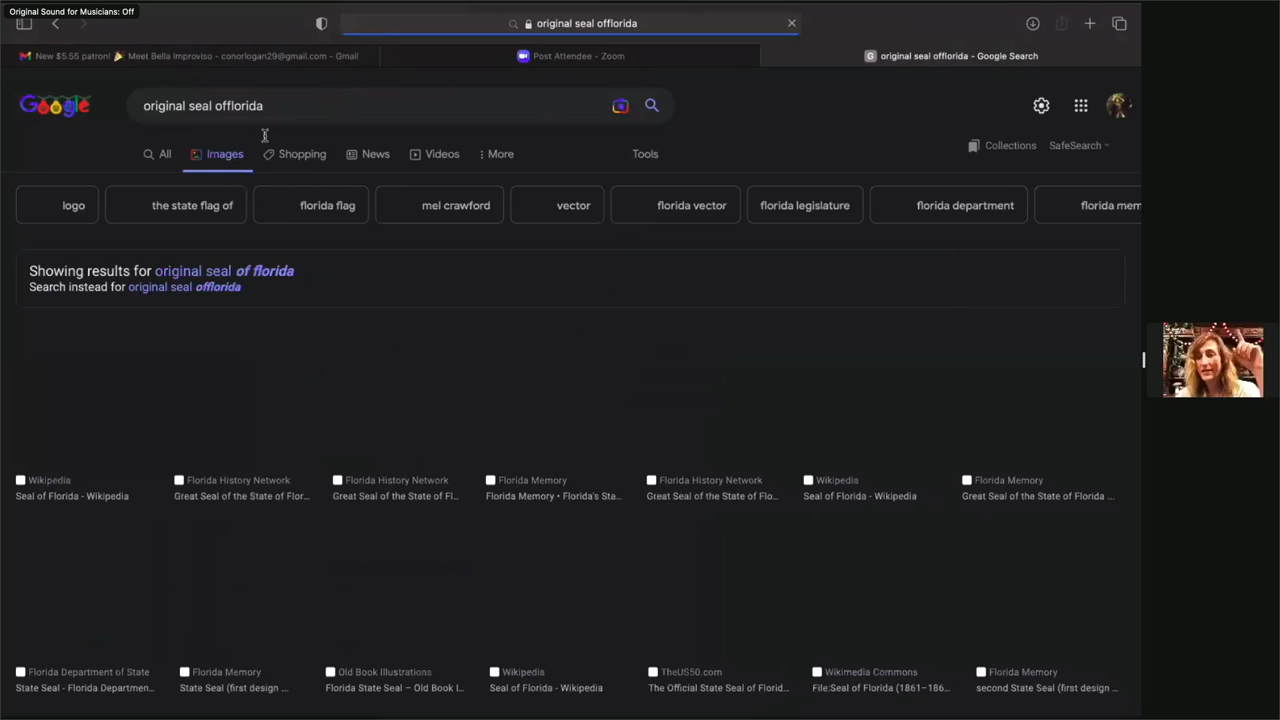 Original Sound for Musicians: Off
original seal offlorida
New $5.55 patron! 🎉 Meet Bella Improviso - conorlogan29@gmail.com - Gmail
Post Attendee - Zoom
G original seal offlorida - Google Search
Google
original seal offlorida
All Images Shopping News Videos More Tools
Collections SafeSearch
logo the state flag of florida flag mel crawford vector florida vector florida legislature florida department florida mem
Showing results for original seal of florida
Search instead for original seal offlorida
Wikipedia
Seal of Florida - Wikipedia
Florida History Network
Great Seal of the State of Flor...
Florida History Network
Great Seal of the State of Fl...
Florida Memory
Florida Memory • Florida's Sta...
Florida History Network
Great Seal of the State of Flo...
Wikipedia
Seal of Florida - Wikipedia
Florida Memory
Great Seal of the State of Florida ...
Florida Department of State
State Seal - Florida Departmen...
Florida Memory
State Seal (first design ...
Old Book Illustrations
Florida State Seal – Old Book I...
Wikipedia
Seal of Florida - Wikipedia
TheUS50.com
The Official State Seal of Florid...
Wikimedia Commons
File:Seal of Florida (1861–186...
Florida Memory
second State Seal (first design ...